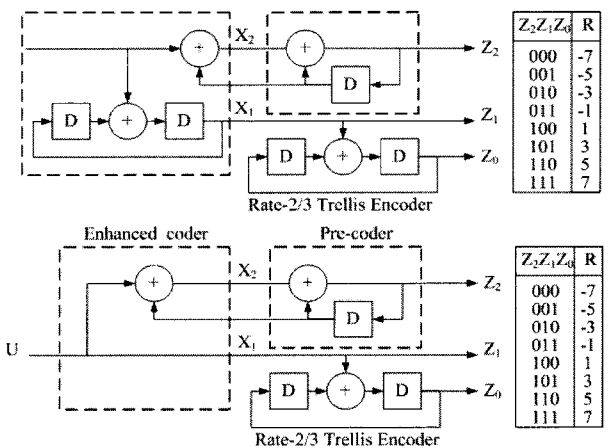 X₂ Z₂
+ +
D
X₁ Z₁
D + D
D + D Z₀
Rate-2/3 Trellis Encoder
Z₂Z₁Z₀ R
000 -7
001 -5
010 -3
011 -1
100 1
101 3
110 5
111 7
Enhanced coder Pre-coder
X₂ Z₂
+ +
D
U X₁ Z₁
D + D Z₀
Rate-2/3 Trellis Encoder
Z₂Z₁Z₀ R
000 -7
001 -5
010 -3
011 -1
100 1
101 3
110 5
111 7